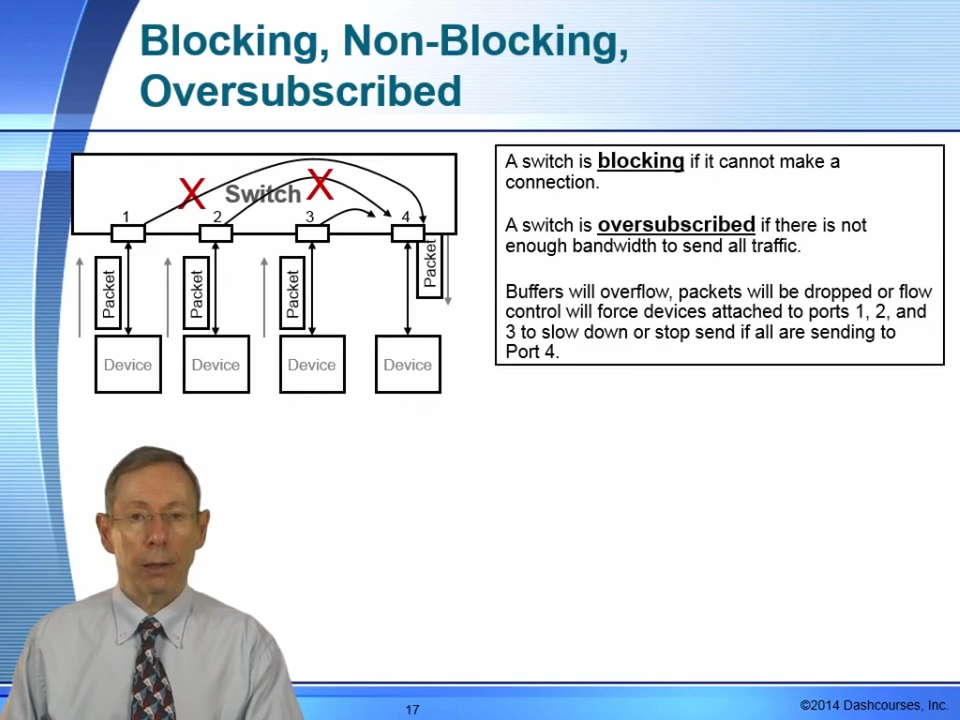 Blocking, Non-Blocking,
Oversubscribed
X Switch X
1 2 3 4
Packet Packet Packet Packet
Device Device Device Device
A switch is blocking if it cannot make a
connection.
A switch is oversubscribed if there is not
enough bandwidth to send all traffic.
Buffers will overflow, packets will be dropped or flow
control will force devices attached to ports 1, 2, and
3 to slow down or stop send if all are sending to
Port 4.
17
©2014 Dashcourses, Inc.